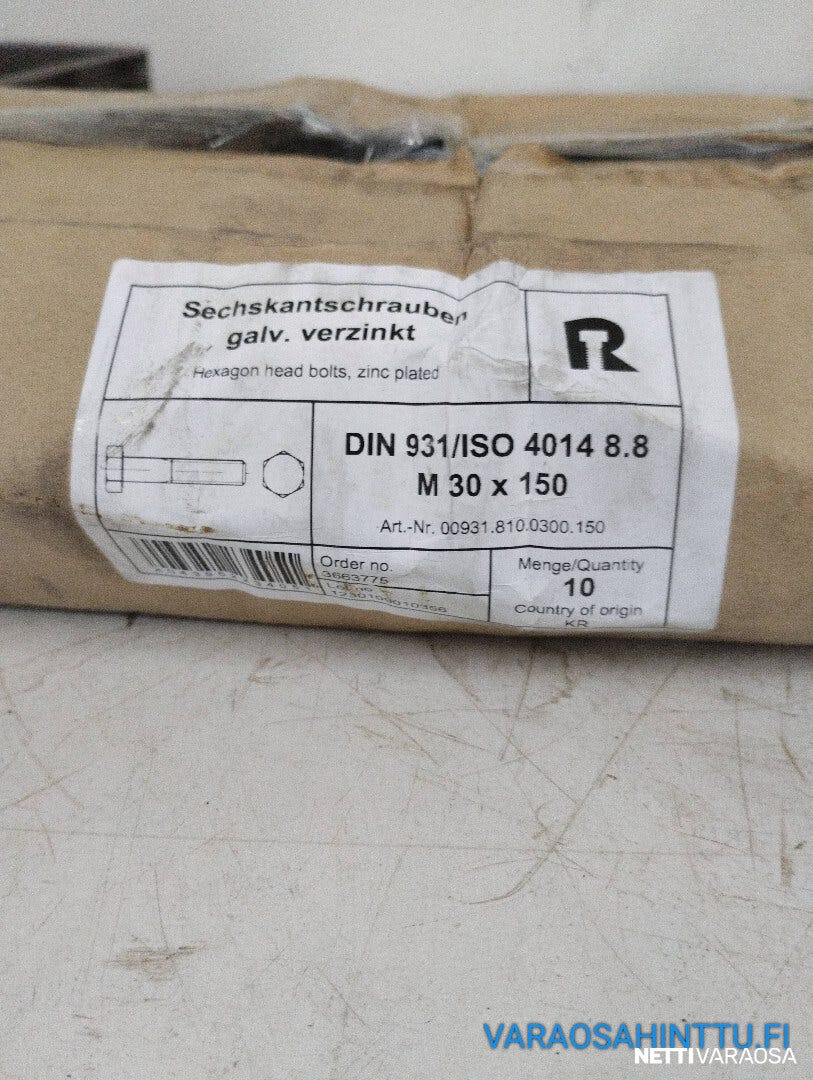 Sechskantschrauben
galv. verzinkt
Hexagon head bolts, zinc plated
R
DIN 931/ISO 4014 8.8
M 30 x 150
Art.-Nr. 00931.810.0300.150
Order no.
3663775
Menge/Quantity
10
Country of origin
KR
VARAOSAHINTTU.FI
NETTIVARAOSA